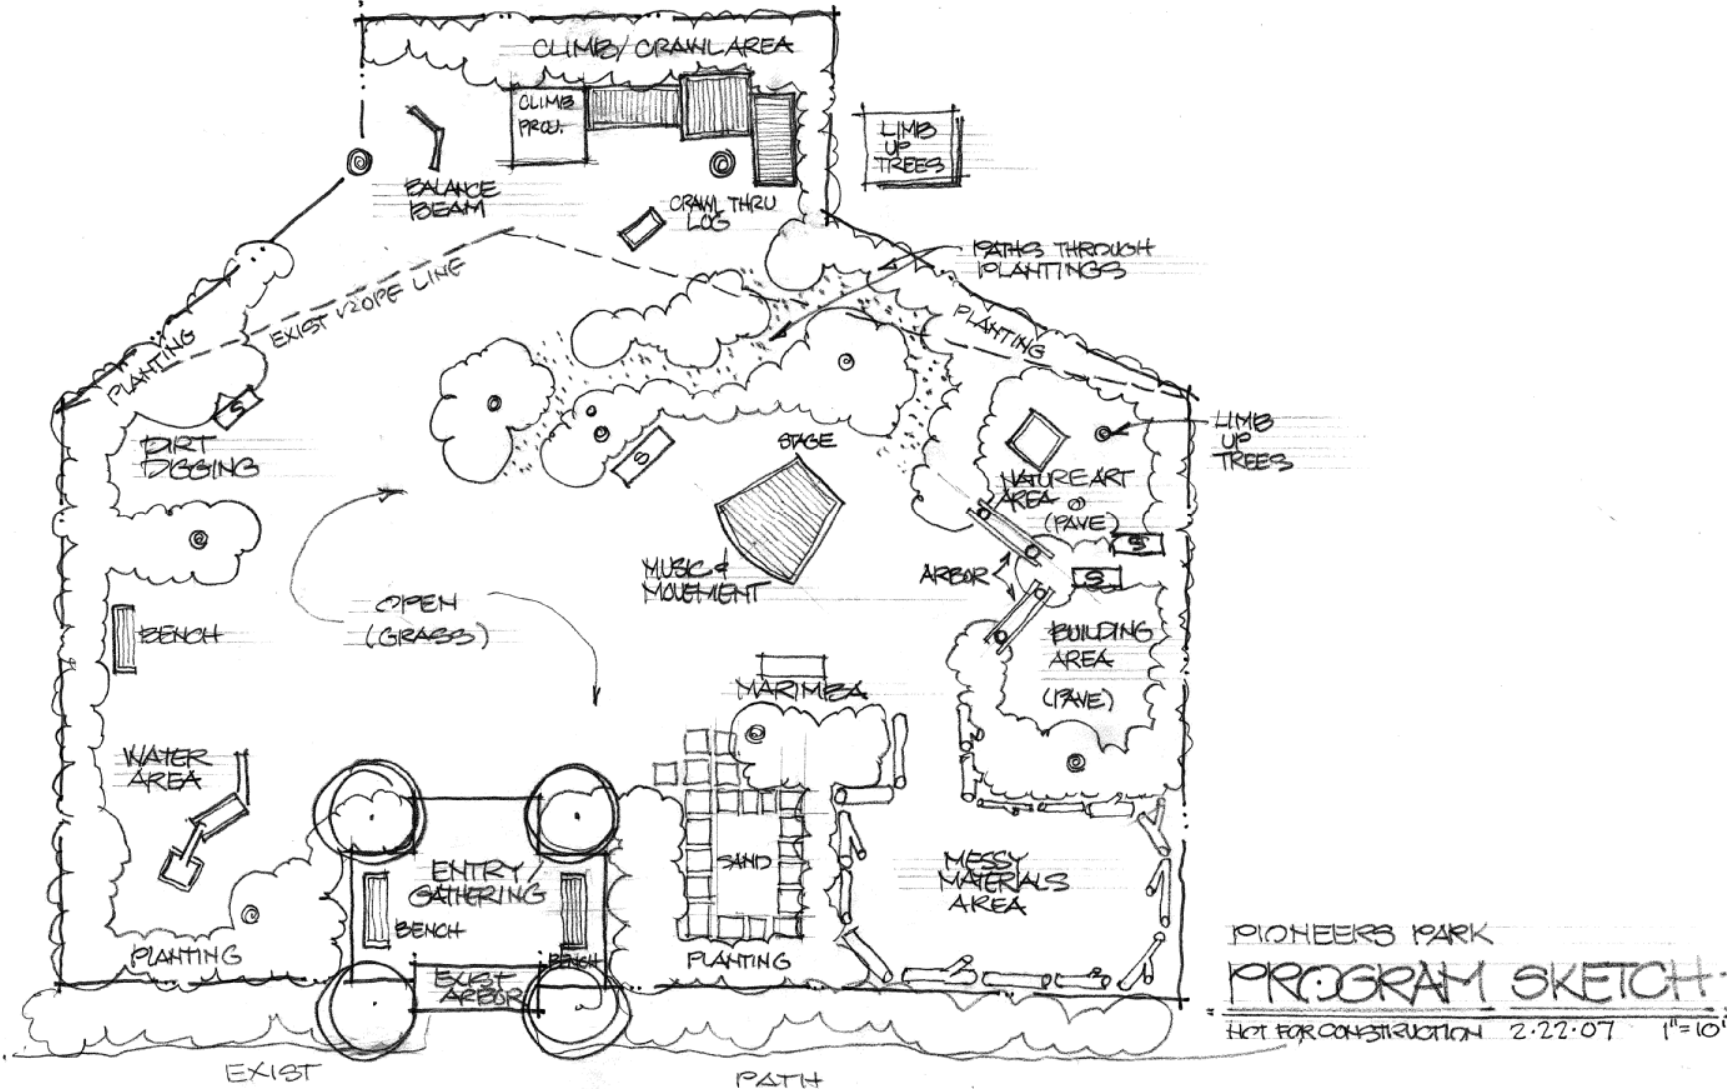 CLIMB/CRAWL AREA
CLIMB
PROJ.
LIMB
UP
TREES
BALANCE
BEAM
CRAWL THRU
LOG
PATHS THROUGH
PLANTINGS
EXIST ROPE LINE
PLANTING
PLANTING
S
DIRT
DIGGING
S
STAGE
LIMB
UP
TREES
NATURE ART
AREA
(PAVE)
S
S
ARBOR
MUSIC &
MOVEMENT
OPEN
(GRASS)
BENCH
BUILDING
AREA
(PAVE)
MARIMBA
WATER
AREA
ENTRY/
GATHERING
BENCH
BENCH
SAND
MESSY
MATERIALS
AREA
PLANTING
PLANTING
EXIST
ARBOR
PIONEERS PARK
PROGRAM SKETCH
NOT FOR CONSTRUCTION 2·22·07 1"=10'
EXIST PATH